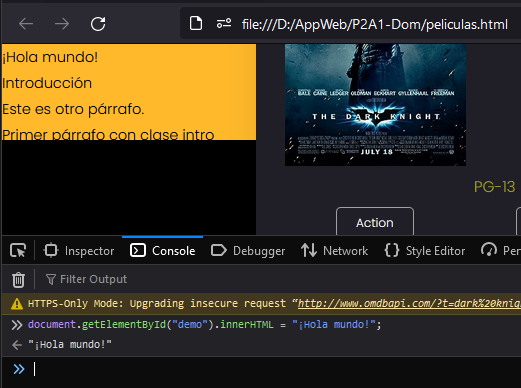 file:///D:/AppWeb/P2A1-Dom/peliculas.html
¡Hola mundo!
Introducción
Este es otro párrafo.
Primer párrafo con clase intro
BALE CAINE LEDGER OLDMAN ECKHART GYLLENHAAL FREEMAN
THE DARK KNIGHT
JULY 18
PG-13
Action
Inspector Console Debugger Network Style Editor Per
Filter Output
HTTPS-Only Mode: Upgrading insecure request “http://www.omdbapi.com/?t=dark%20knig
document.getElementById("demo").innerHTML = "¡Hola mundo!";
"¡Hola mundo!"